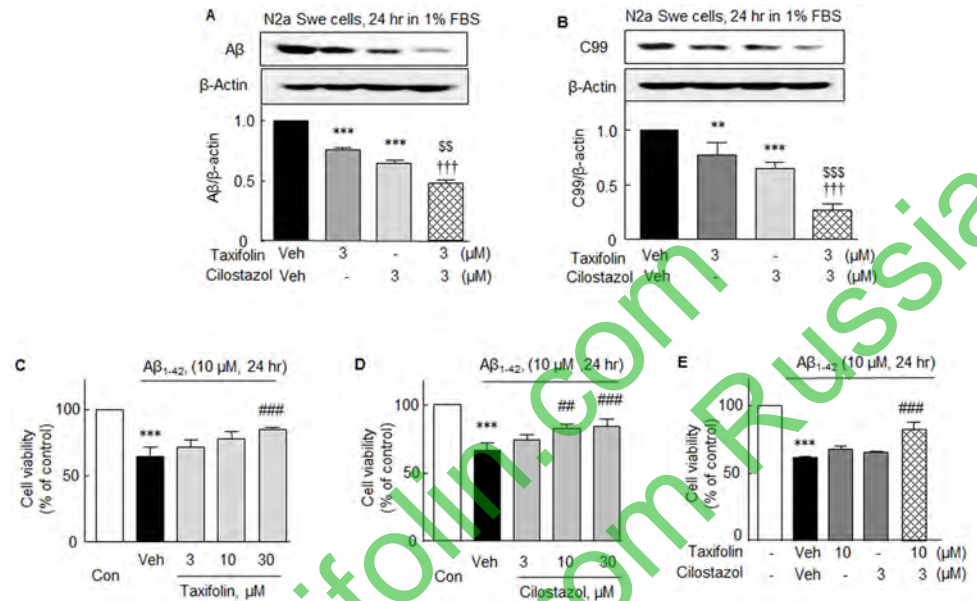 A
N2a Swe cells, 24 hr in 1% FBS
Aβ
β-Actin
Aβ/β-actin
1.0
0.5
0
***
***
$$
†††
Taxifolin Veh 3 - 3 (μM)
Cilostazol Veh - 3 3 (μM)
B
N2a Swe cells, 24 hr in 1% FBS
C99
β-Actin
C99/β-actin
1.0
0.5
0
**
***
$$$
†††
Taxifolin Veh 3 - 3 (μM)
Cilostazol Veh - 3 3 (μM)
C
Aβ1-42, (10 μM, 24 hr)
Cell viability
(% of control)
100
50
0
***
###
Con Veh 3 10 30
Taxifolin, μM
D
Aβ1-42, (10 μM ,24 hr)
Cell viability
(% of control)
100
50
0
***
##
###
Con Veh 3 10 30
Cilostazol, μM
E
Aβ1-42 (10 μM, 24 hr)
Cell viability
(% of control)
100
50
0
***
###
Taxifolin - Veh 10 - 10 (μM)
Cilostazol - Veh - 3 3 (μM)
ifolin.com
om Russia